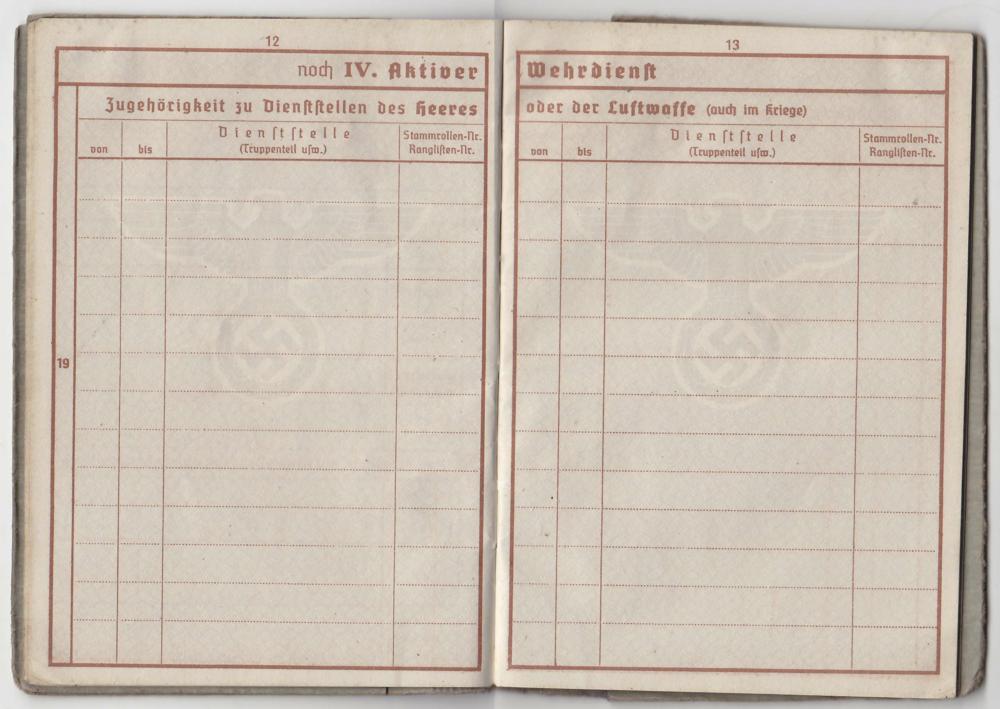 12
noch IV. Aktiver
Zugehörigkeit zu Dienststellen des Heeres
von bis Dienststelle Stammrollen-Nr.
(Truppenteil usw.) Ranglisten-Nr.
19
13
Wehrdienst
oder der Luftwaffe (auch im Kriege)
von bis Dienststelle Stammrollen-Nr.
(Truppenteil usw.) Ranglisten-Nr.